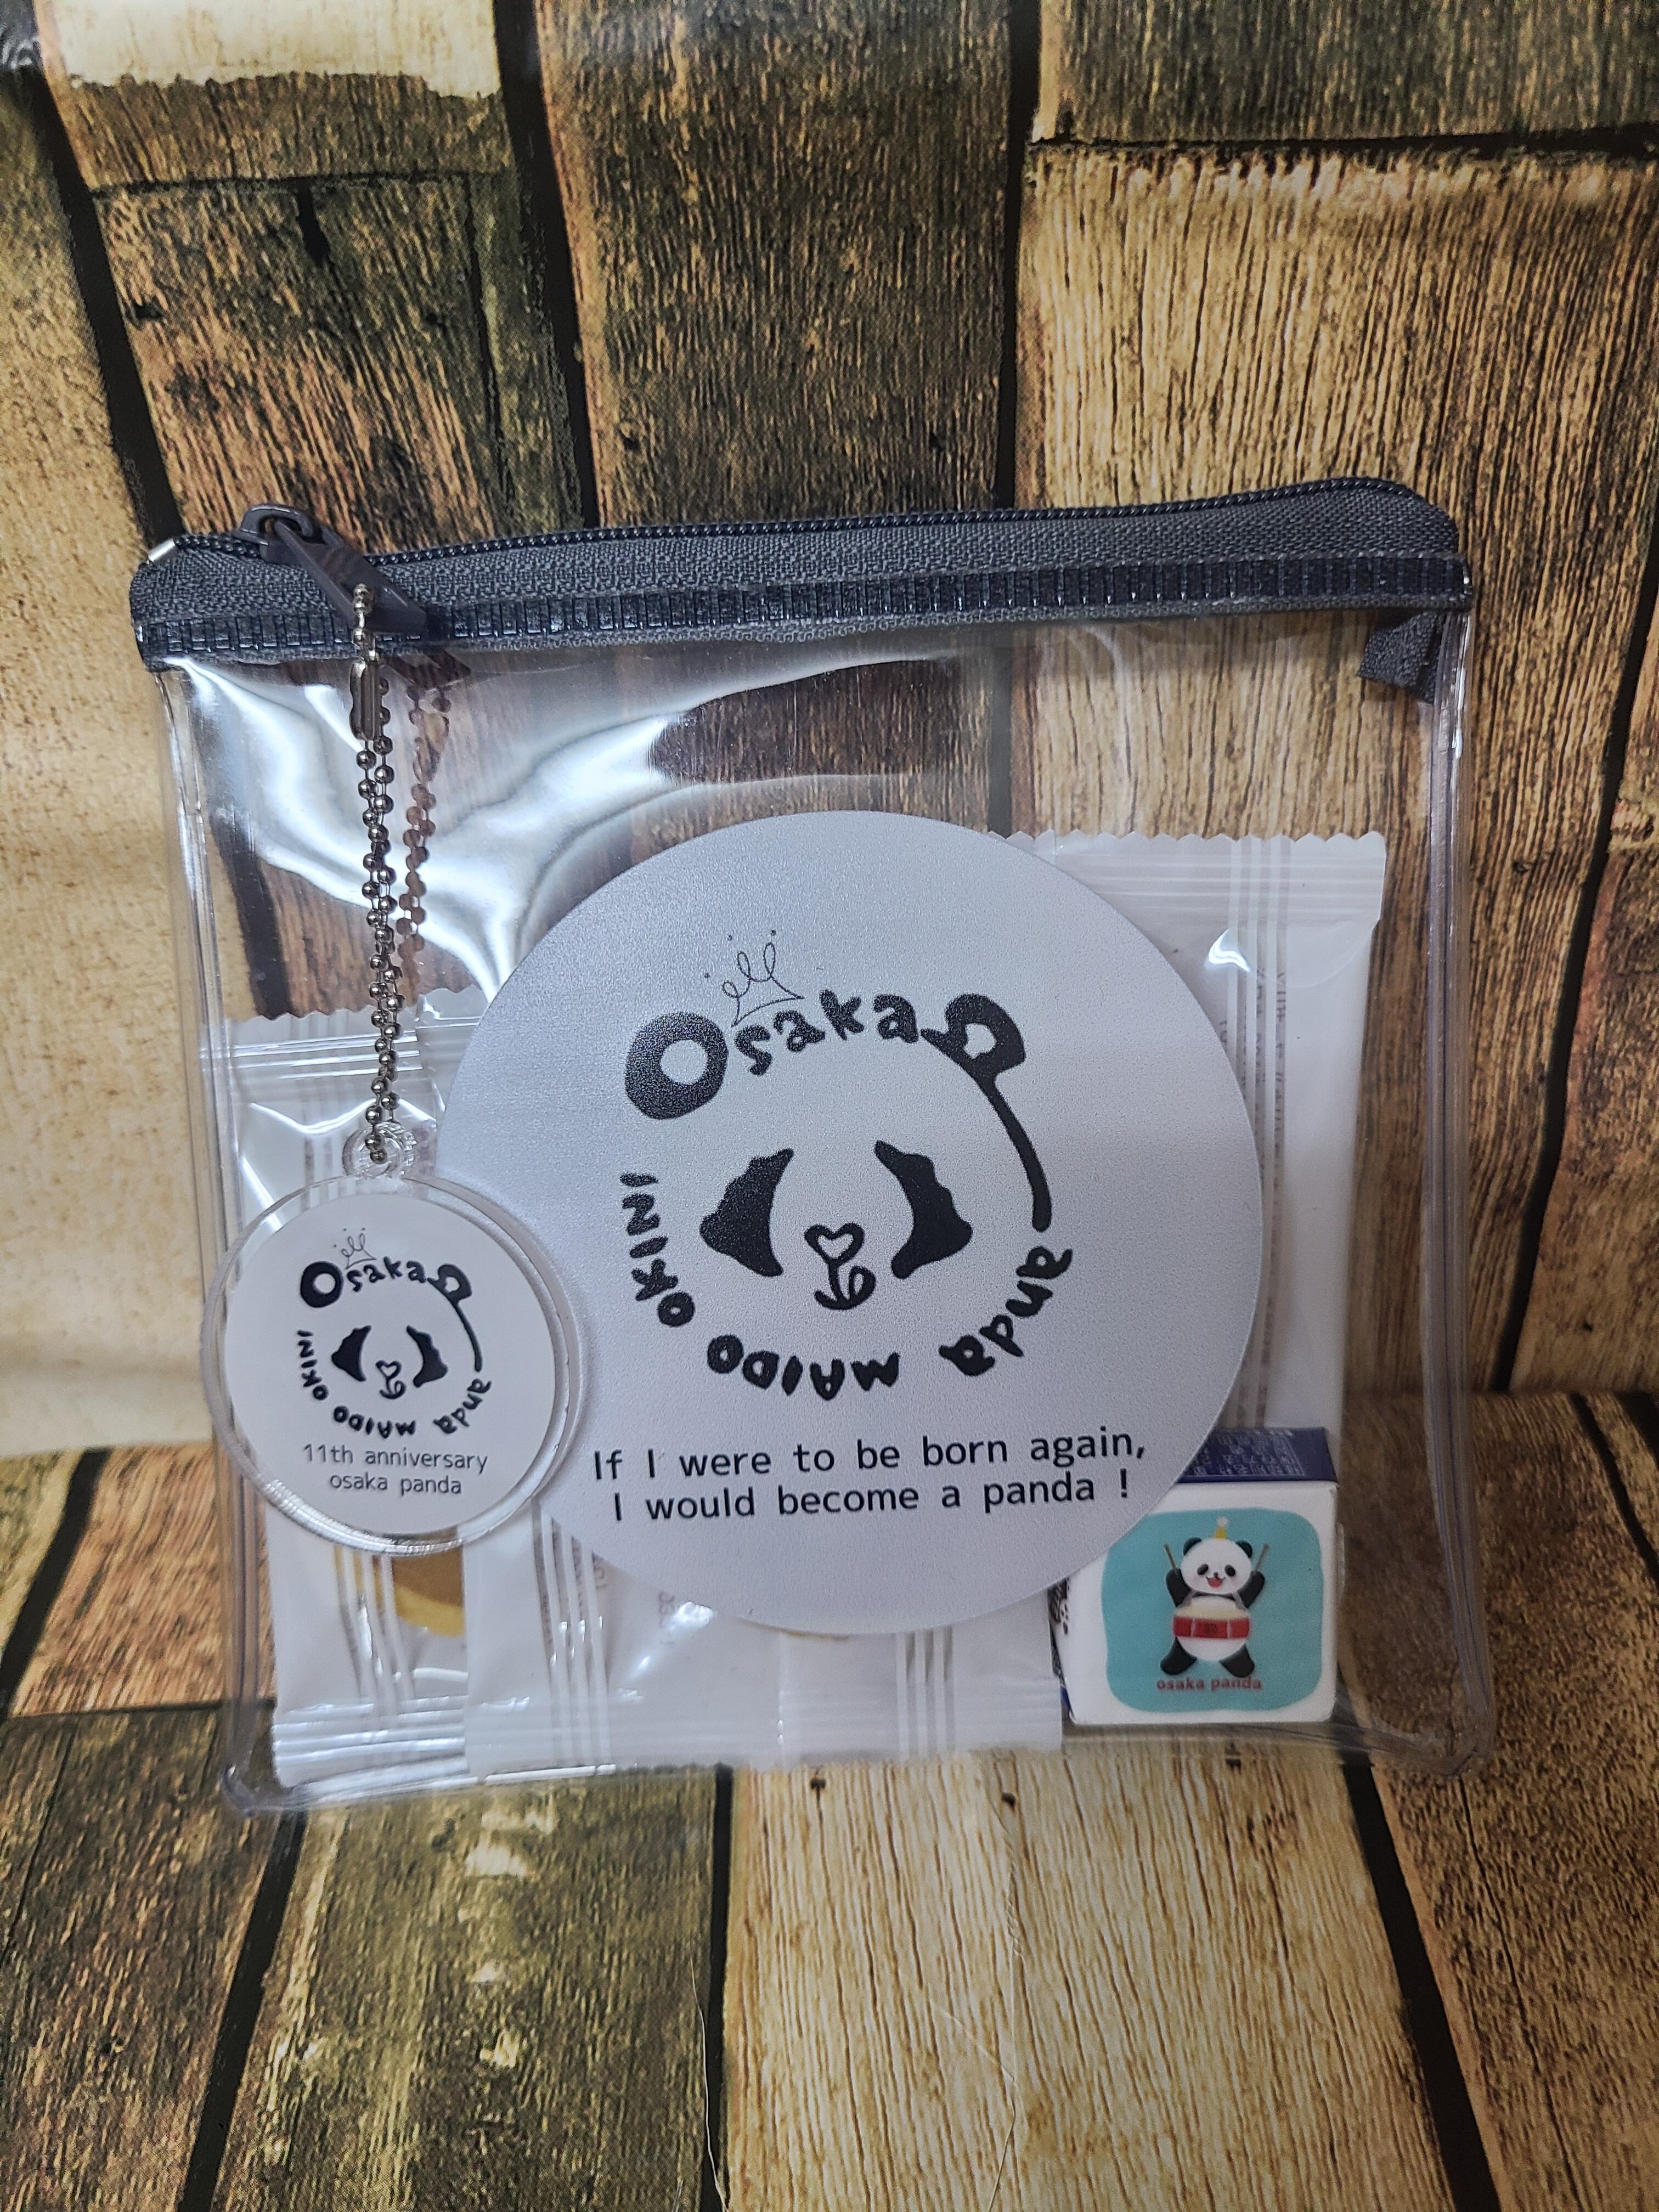 Osaka Panda MAIDO OKINI
If I were to be born again,
I would become a panda !
Osaka Panda MAIDO OKINI
11th anniversary
osaka panda
osaka panda